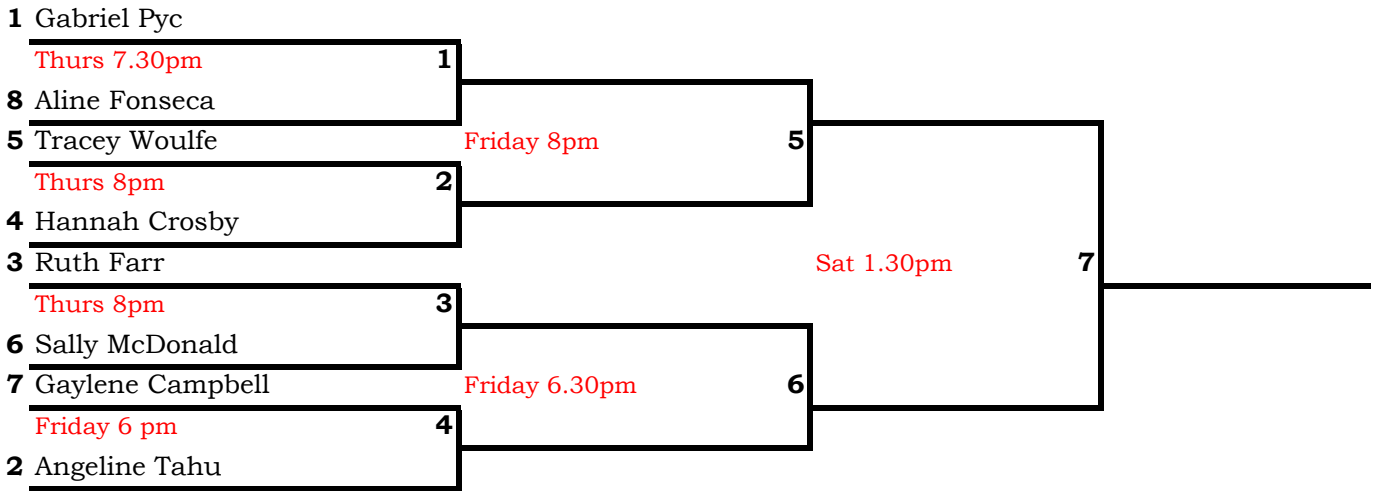 1 Gabriel Pyc
Thurs 7.30pm 1
8 Aline Fonseca
5 Tracey Woulfe Friday 8pm 5
Thurs 8pm 2
4 Hannah Crosby
3 Ruth Farr Sat 1.30pm 7
Thurs 8pm 3
6 Sally McDonald
7 Gaylene Campbell Friday 6.30pm 6
Friday 6 pm 4
2 Angeline Tahu